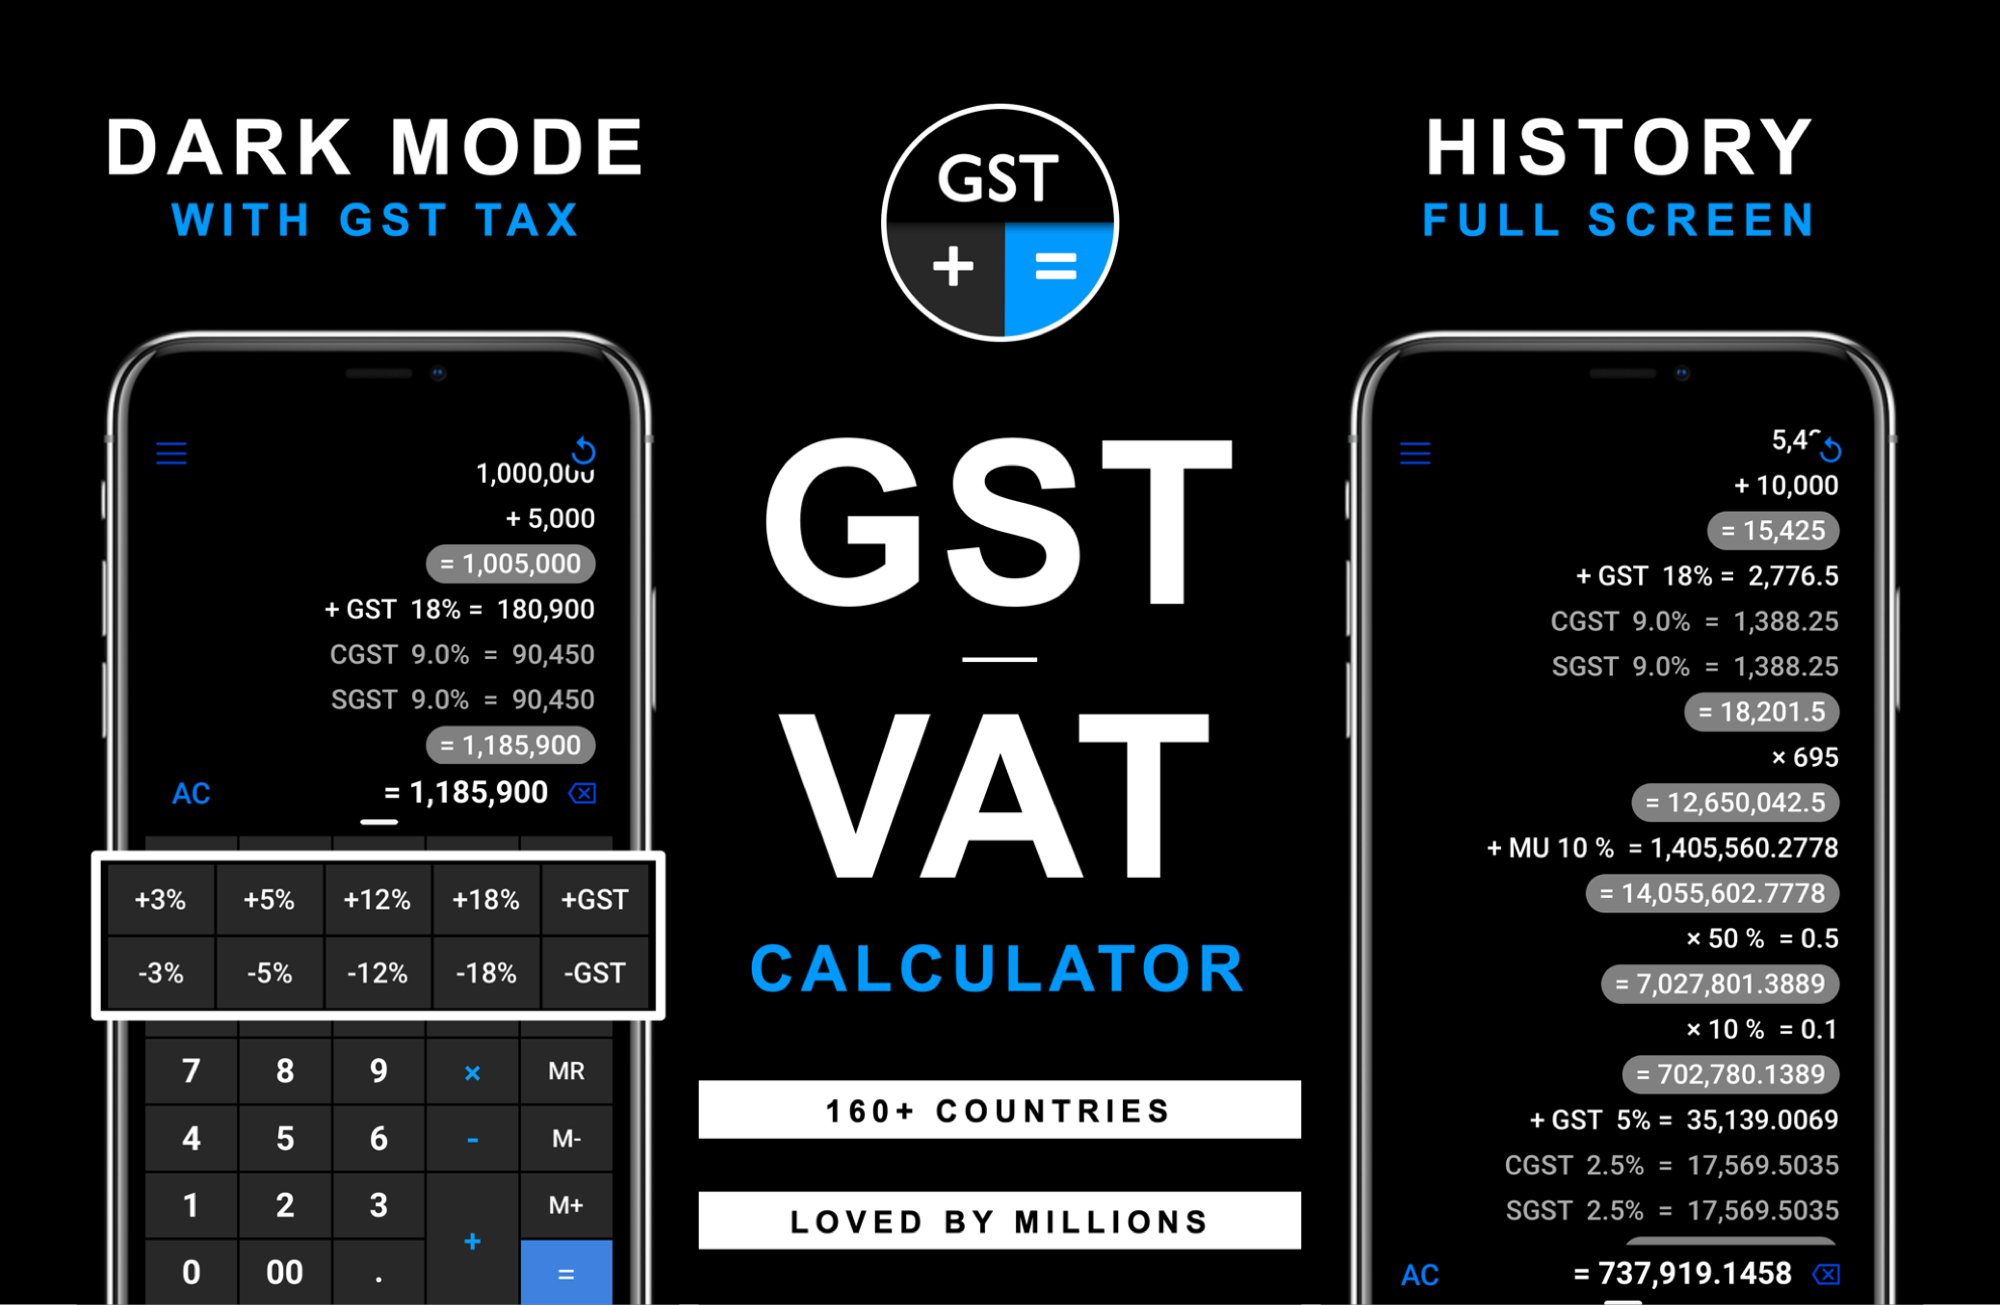 DARK MODE
WITH GST TAX
1,000,000
+ 5,000
= 1,005,000
+ GST 18% = 180,900
CGST 9.0% = 90,450
SGST 9.0% = 90,450
= 1,185,900
AC = 1,185,900
+3% +5% +12% +18% +GST
-3% -5% -12% -18% -GST
7 8 9 × MR
4 5 6 - M-
1 2 3 + M+
0 00 . =
GST
+ =
GST
VAT
CALCULATOR
160+ COUNTRIES
LOVED BY MILLIONS
HISTORY
FULL SCREEN
+ 10,000
= 15,425
+ GST 18% = 2,776.5
CGST 9.0% = 1,388.25
SGST 9.0% = 1,388.25
= 18,201.5
× 695
= 12,650,042.5
+ MU 10 % = 1,405,560.2778
= 14,055,602.7778
× 50 % = 0.5
= 7,027,801.3889
× 10 % = 0.1
= 702,780.1389
+ GST 5% = 35,139.0069
CGST 2.5% = 17,569.5035
SGST 2.5% = 17,569.5035
AC = 737,919.1458